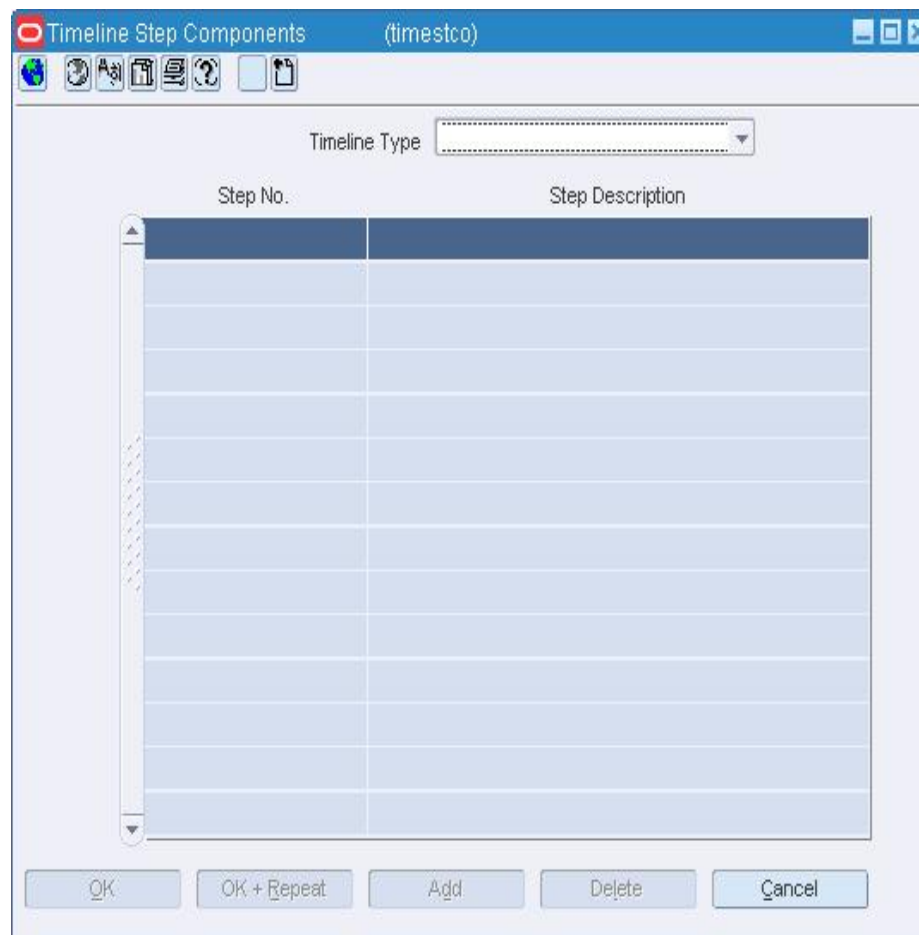 Timeline Step Components (timestco)
Timeline Type
Step No. Step Description
OK OK + Repeat Add Delete Cancel